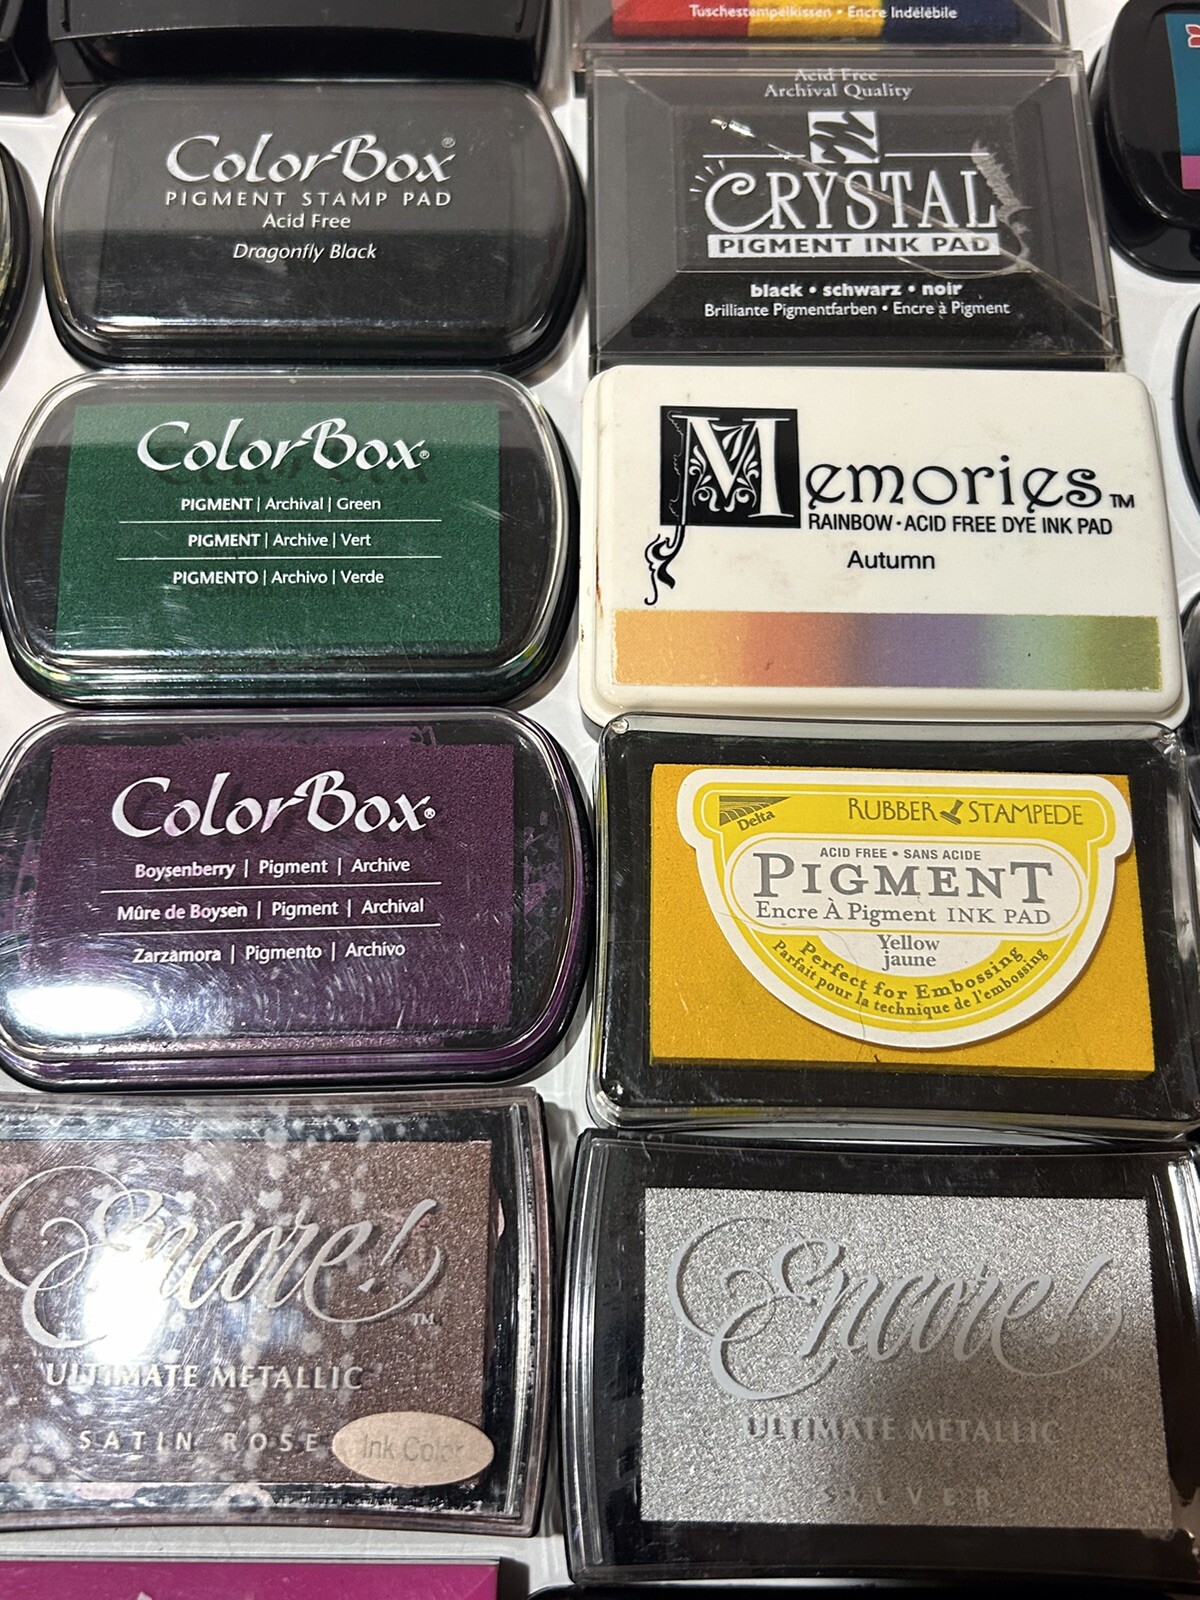 Tuschestempelkissen • Encre Indélébile
ColorBox®
PIGMENT STAMP PAD
Acid Free
Dragonfly Black
Acid Free
Archival Quality
CRYSTAL
PIGMENT INK PAD
black • schwarz • noir
Brilliante Pigmentfarben • Encre à Pigment
ColorBox®
PIGMENT | Archival | Green
PIGMENT | Archive | Vert
PIGMENTO | Archivo | Verde
Memories™
RAINBOW · ACID FREE DYE INK PAD
Autumn
ColorBox®
Boysenberry | Pigment | Archive
Mûre de Boysen | Pigment | Archival
Zarzamora | Pigmento | Archivo
Delta
RUBBER STAMPEDE
ACID FREE • SANS ACIDE
PIGMENT
Encre À Pigment INK PAD
Yellow
jaune
Perfect for Embossing
Parfait pour la technique de l'embossing
Encore!™
ULTIMATE METALLIC
SATIN ROSE
Ink Color
Encore!™
ULTIMATE METALLIC
SILVER